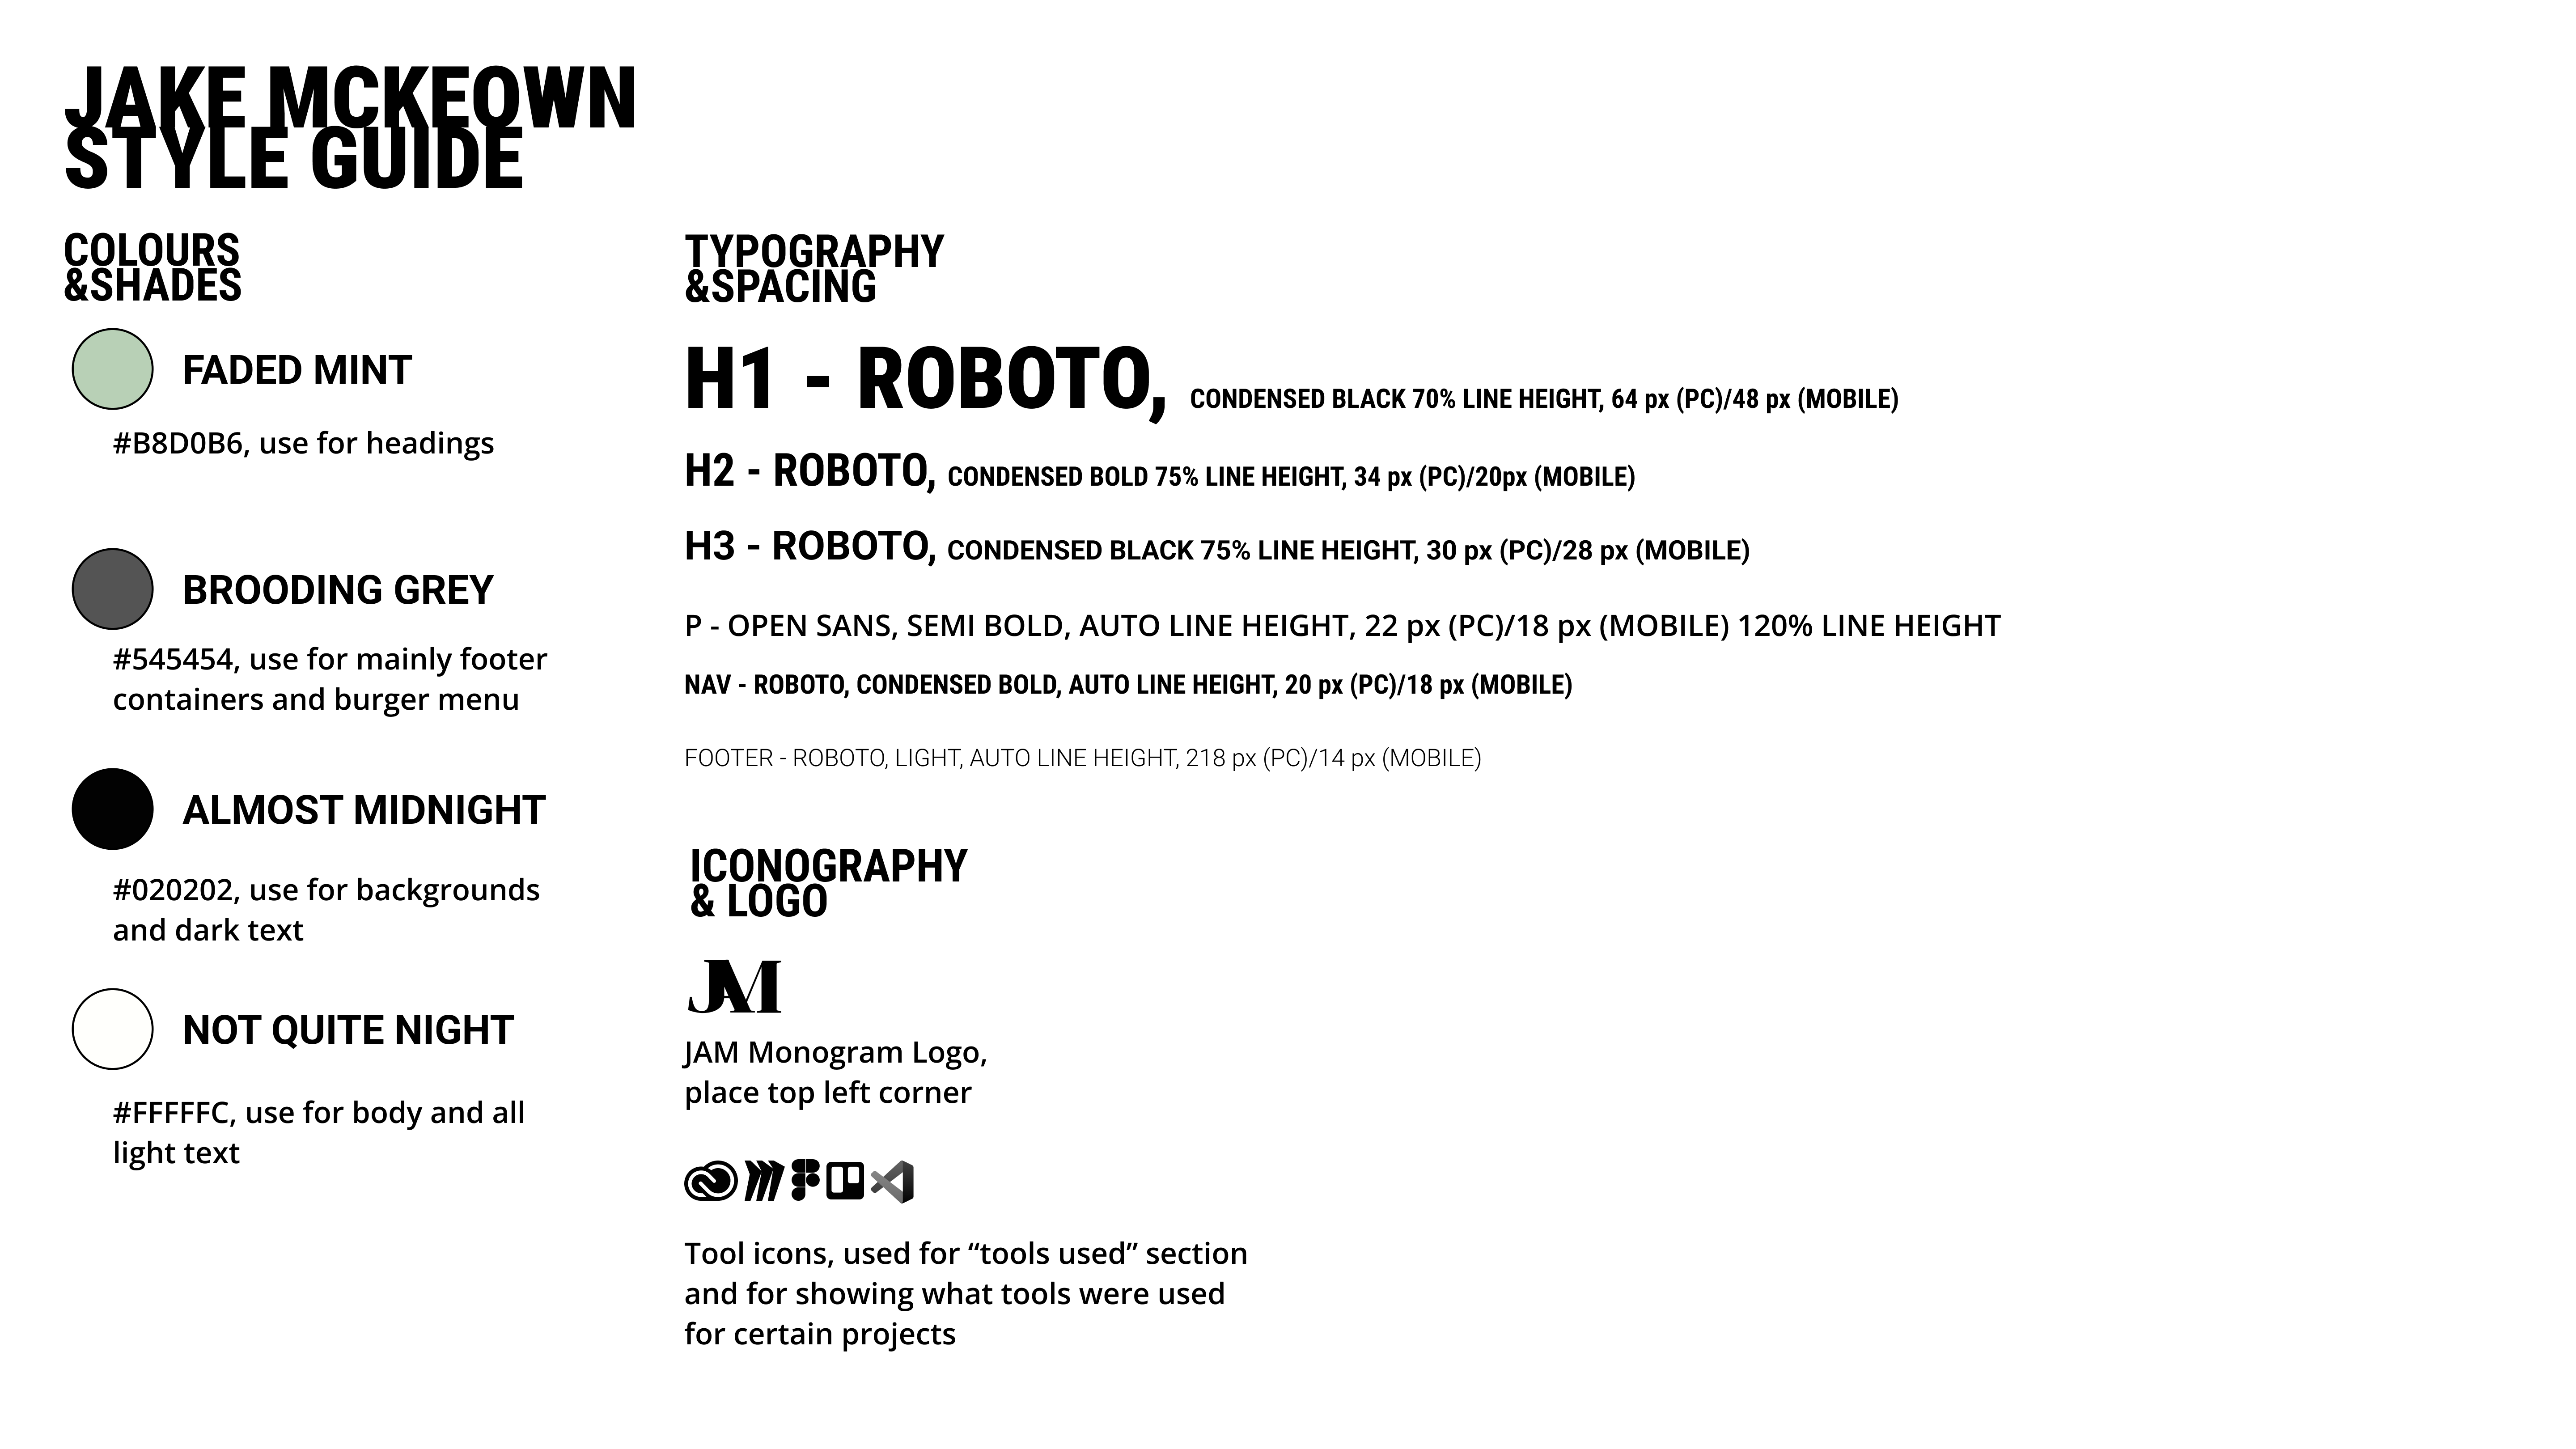 JAKE MCKEOWN
STYLE GUIDE
COLOURS
&SHADES
FADED MINT
#B8D0B6, use for headings
BROODING GREY
#545454, use for mainly footer
containers and burger menu
ALMOST MIDNIGHT
#020202, use for backgrounds
and dark text
NOT QUITE NIGHT
#FFFFFC, use for body and all
light text
TYPOGRAPHY
&SPACING
H1 - ROBOTO, CONDENSED BLACK 70% LINE HEIGHT, 64 px (PC)/48 px (MOBILE)
H2 - ROBOTO, CONDENSED BOLD 75% LINE HEIGHT, 34 px (PC)/20px (MOBILE)
H3 - ROBOTO, CONDENSED BLACK 75% LINE HEIGHT, 30 px (PC)/28 px (MOBILE)
P - OPEN SANS, SEMI BOLD, AUTO LINE HEIGHT, 22 px (PC)/18 px (MOBILE) 120% LINE HEIGHT
NAV - ROBOTO, CONDENSED BOLD, AUTO LINE HEIGHT, 20 px (PC)/18 px (MOBILE)
FOOTER - ROBOTO, LIGHT, AUTO LINE HEIGHT, 218 px (PC)/14 px (MOBILE)
ICONOGRAPHY
& LOGO
JAM
JAM Monogram Logo,
place top left corner
Tool icons, used for “tools used” section
and for showing what tools were used
for certain projects